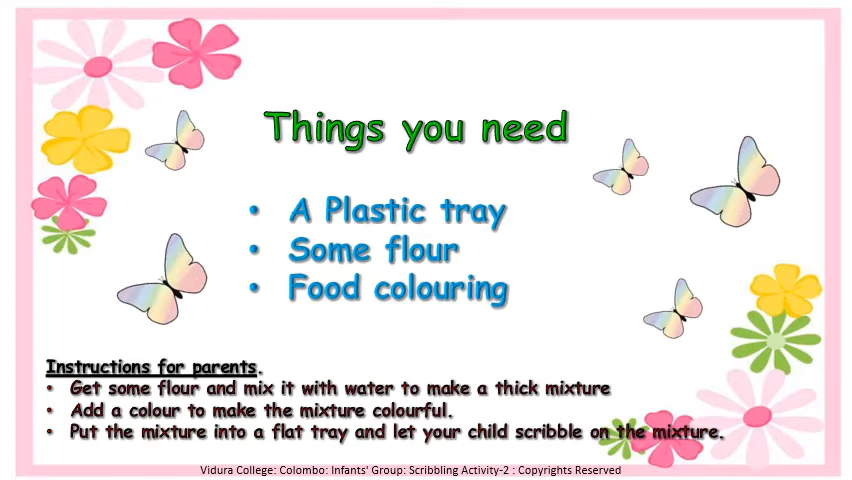 Things you need
• A Plastic tray
• Some flour
• Food colouring
Instructions for parents.
• Get some flour and mix it with water to make a thick mixture
• Add a colour to make the mixture colourful.
• Put the mixture into a flat tray and let your child scribble on the mixture.
Vidura College: Colombo: Infants' Group: Scribbling Activity-2 : Copyrights Reserved